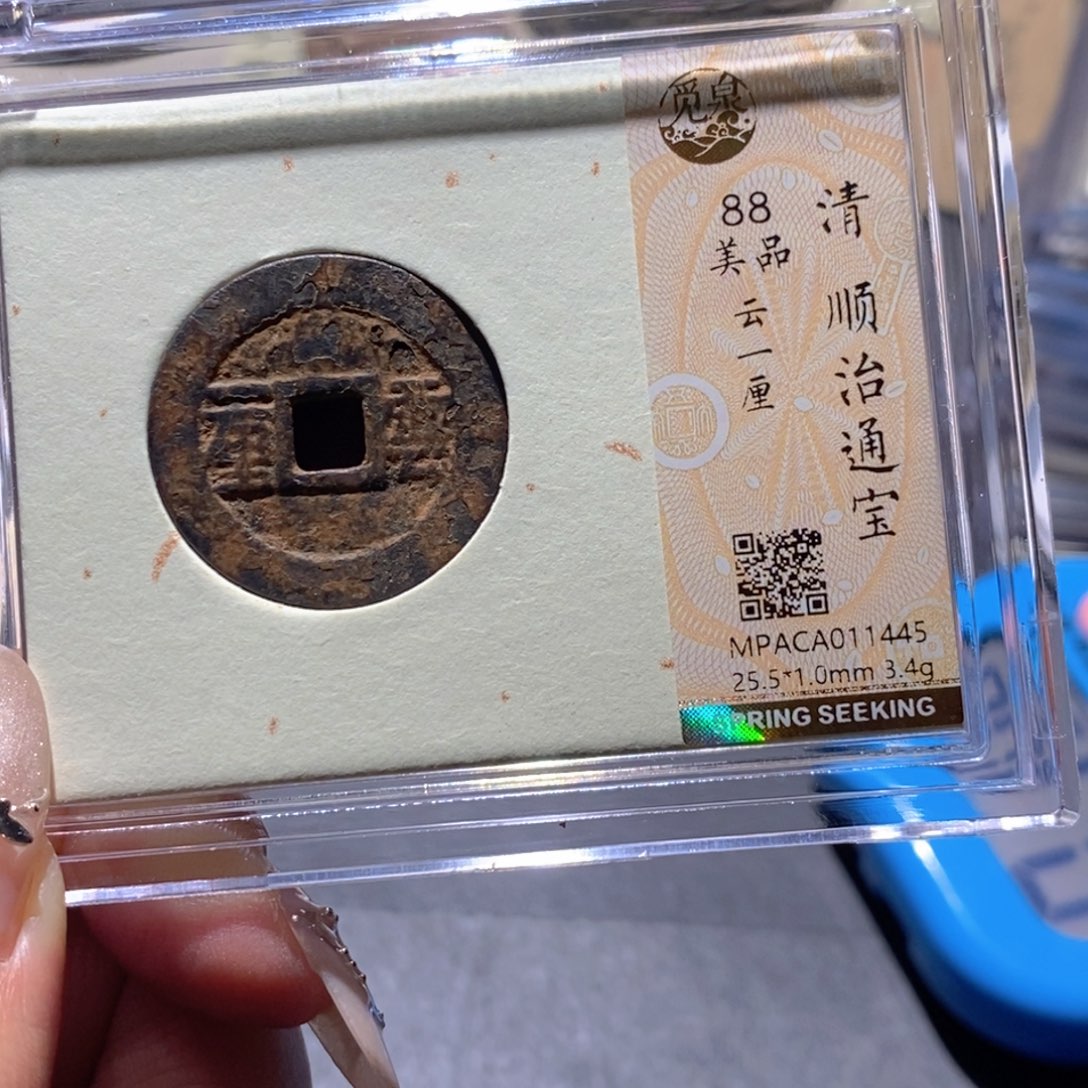 觅泉
清 顺治通宝
88
美品
云一厘
MPACA011445
25.5*1.0mm 3.4g
SPRING SEEKING